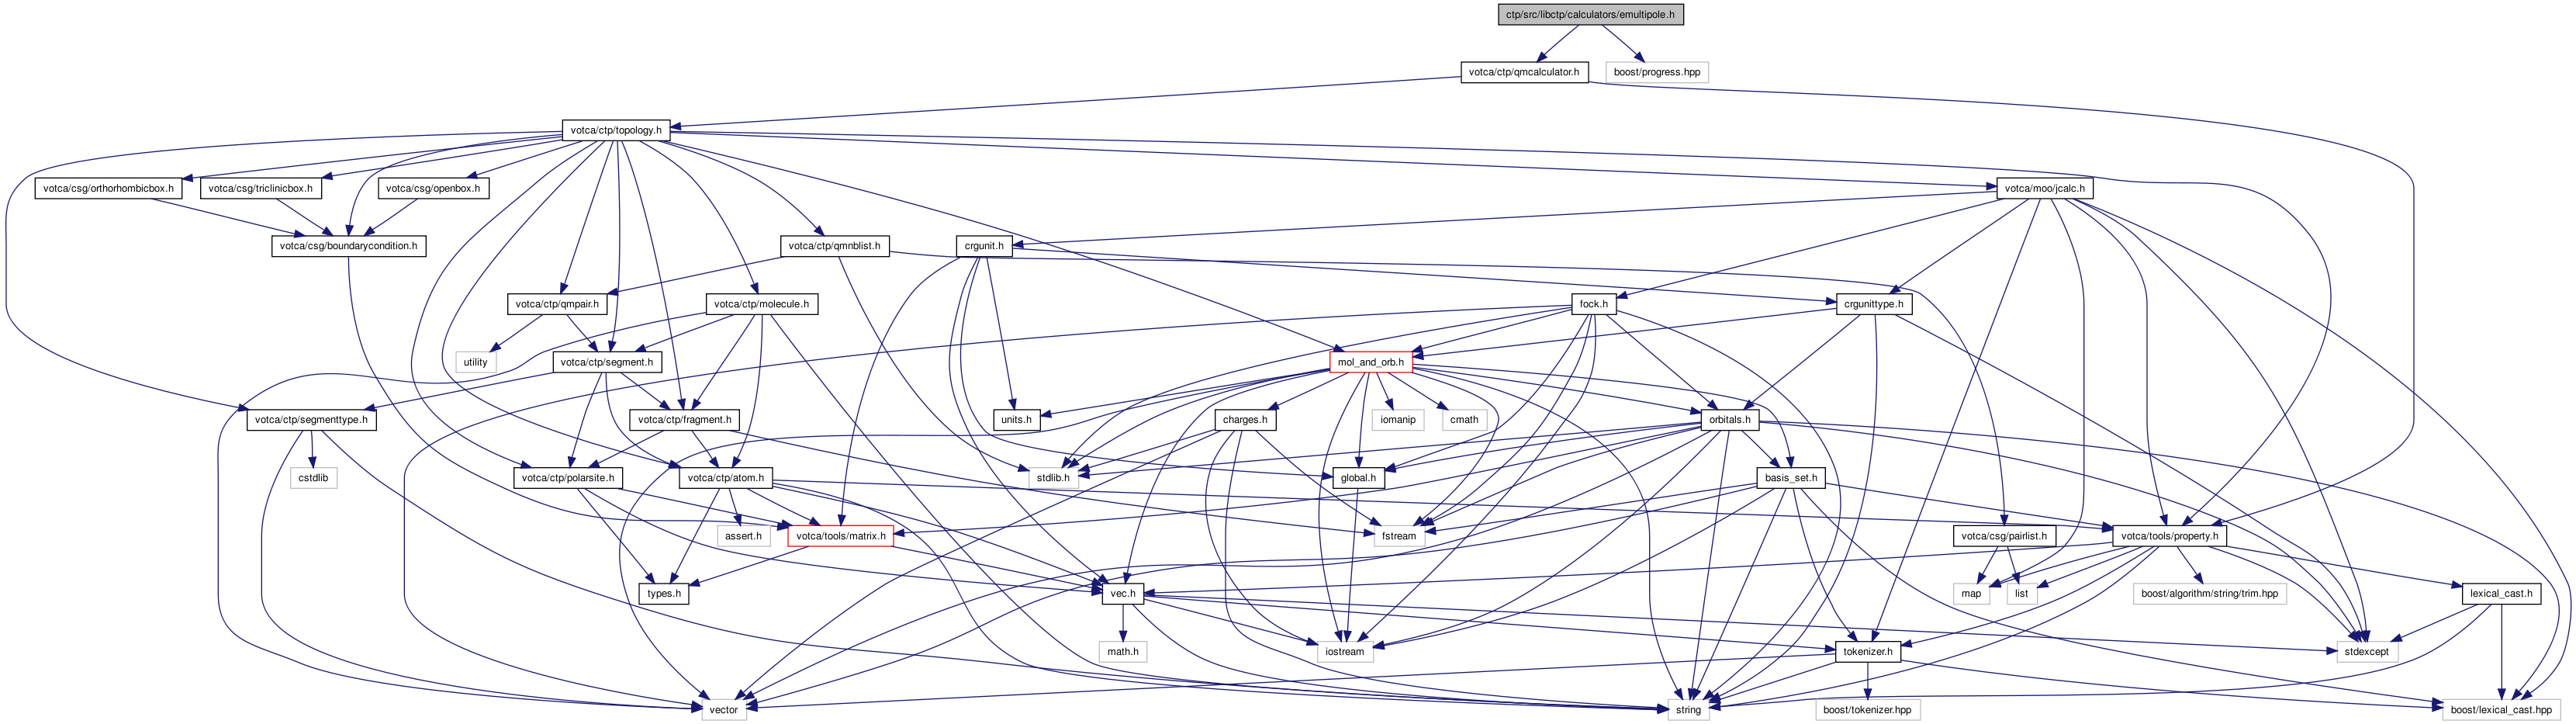 ctp/src/libctp/calculators/emultipole.h
votca/ctp/qmcalculator.h
boost/progress.hpp
votca/ctp/topology.h
votca/csg/orthorhombicbox.h
votca/csg/triclinicbox.h
votca/csg/openbox.h
votca/moo/jcalc.h
votca/csg/boundarycondition.h
votca/ctp/qmnblist.h
crgunit.h
votca/ctp/qmpair.h
votca/ctp/molecule.h
fock.h
crgunittype.h
utility
votca/ctp/segment.h
mol_and_orb.h
votca/ctp/segmenttype.h
votca/ctp/fragment.h
units.h
charges.h
iomanip
cmath
orbitals.h
cstdlib
votca/ctp/polarsite.h
votca/ctp/atom.h
stdlib.h
global.h
basis_set.h
assert.h
votca/tools/matrix.h
fstream
votca/csg/pairlist.h
votca/tools/property.h
types.h
vec.h
map
list
boost/algorithm/string/trim.hpp
lexical_cast.h
math.h
iostream
tokenizer.h
stdexcept
vector
string
boost/tokenizer.hpp
boost/lexical_cast.hpp